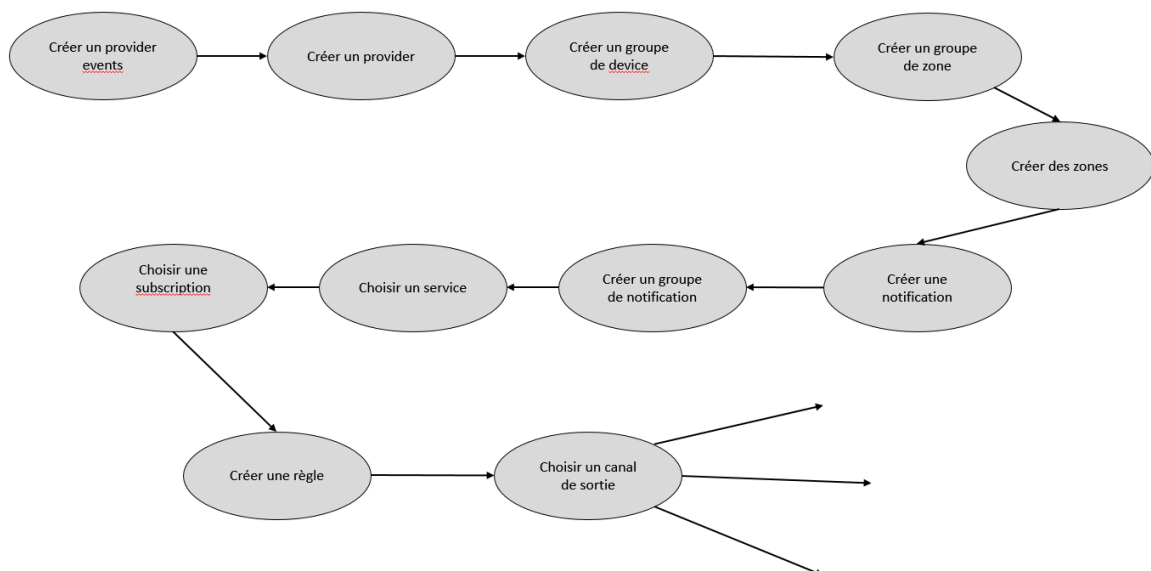 Créer un provider
events
Créer un provider
Créer un groupe
de device
Créer un groupe
de zone
Créer des zones
Créer une
notification
Créer un groupe
de notification
Choisir un service
Choisir une
subscription
Créer une règle
Choisir un canal
de sortie